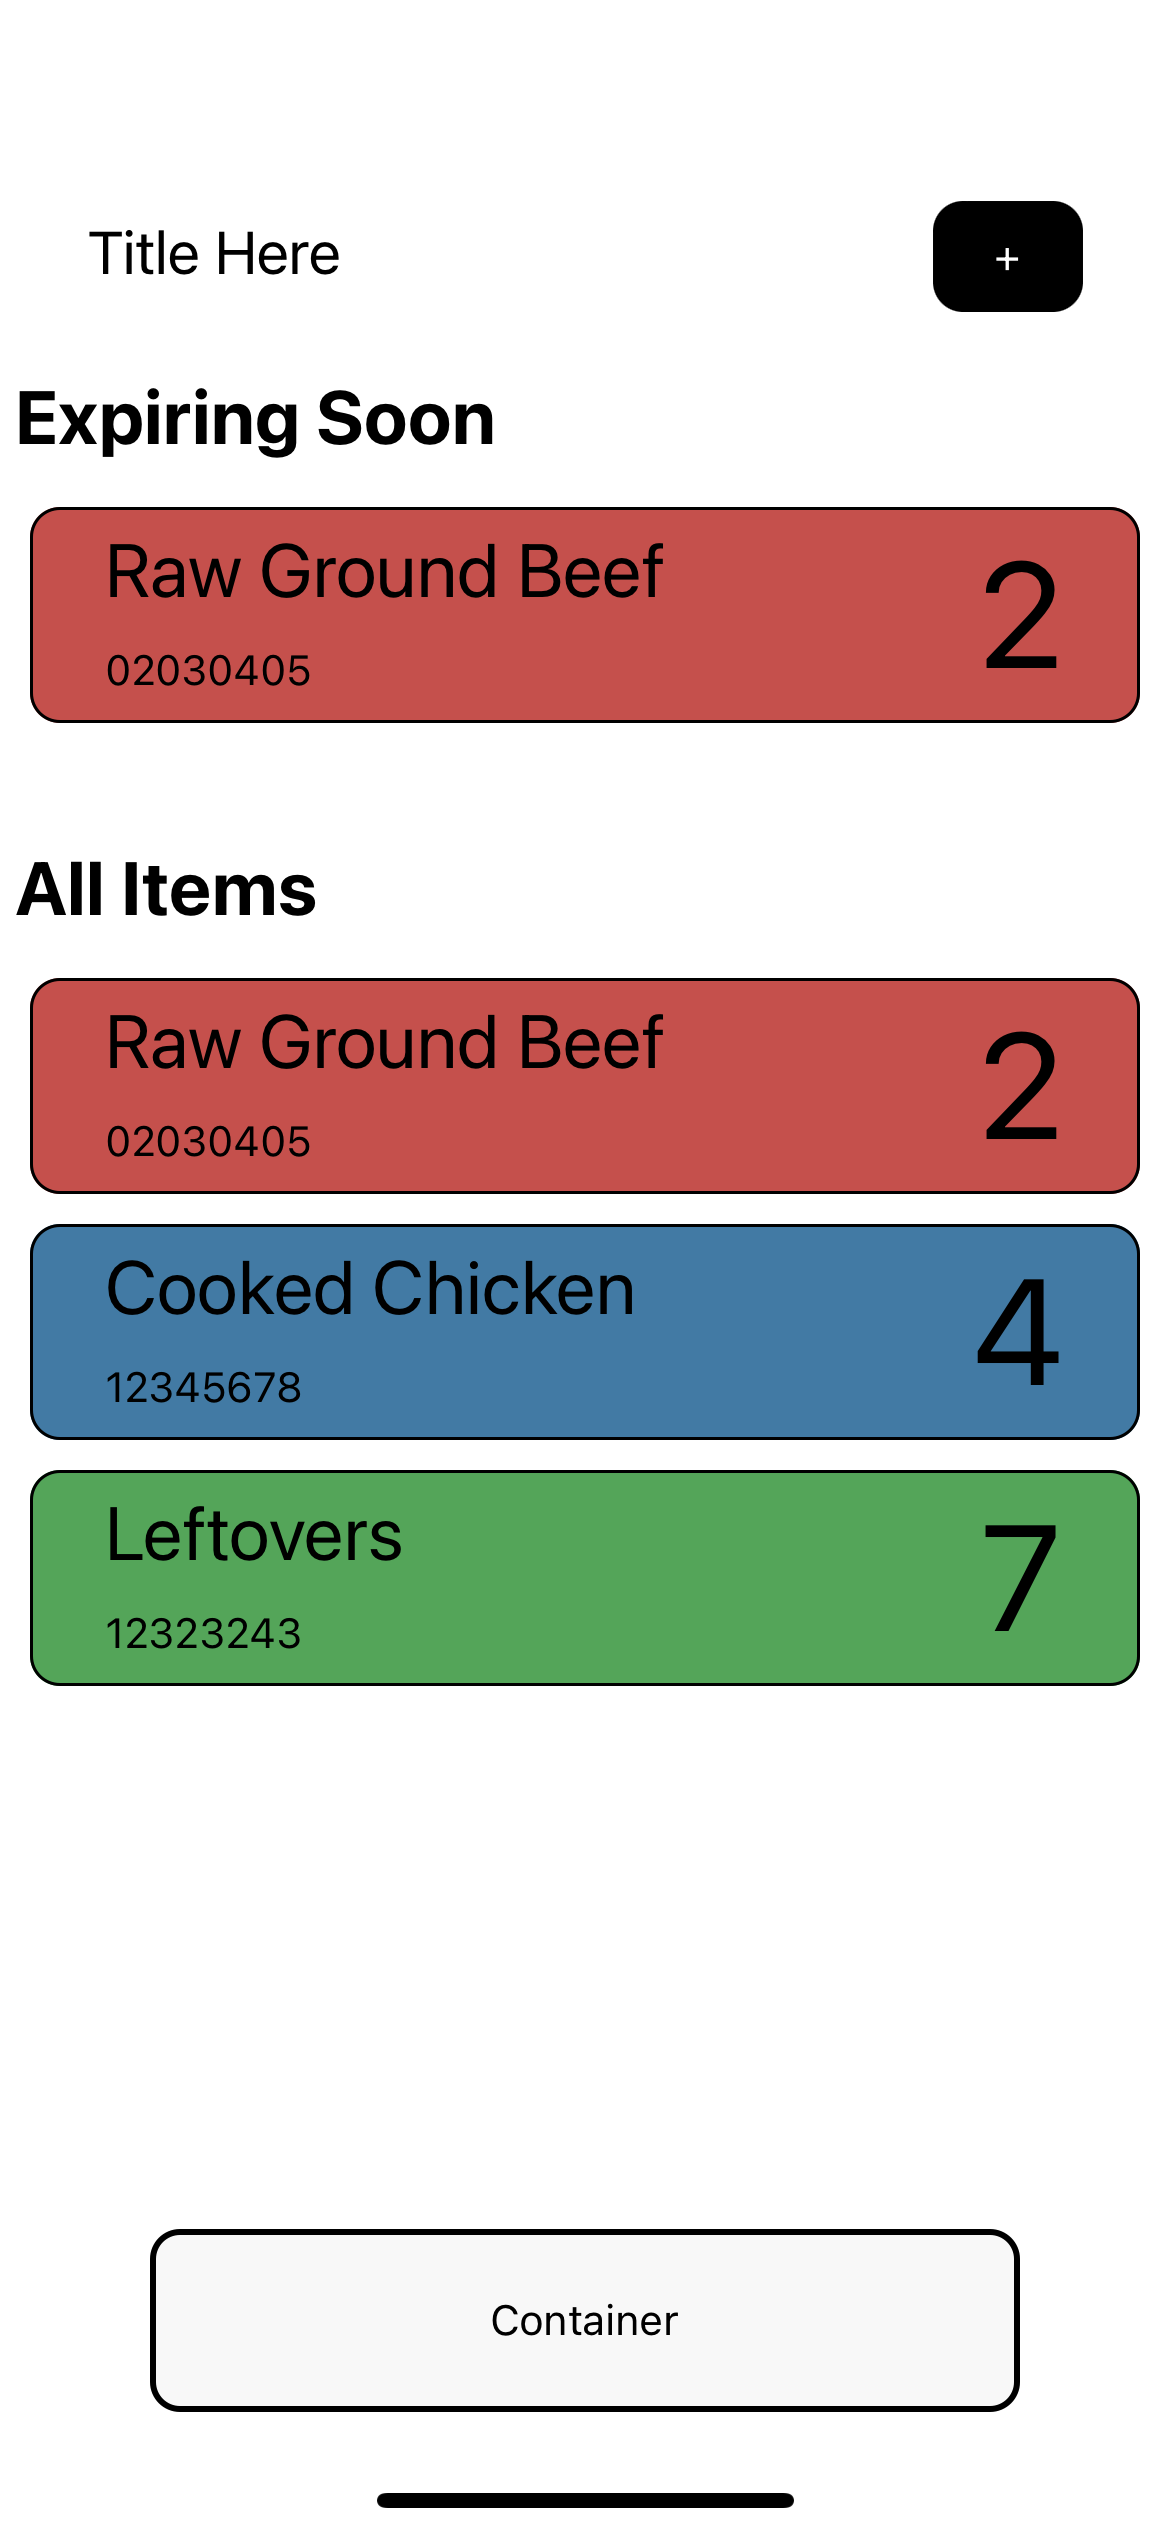 Title Here
+
Expiring Soon
Raw Ground Beef
2
02030405
All Items
Raw Ground Beef
2
02030405
Cooked Chicken
4
12345678
Leftovers
7
12323243
Container